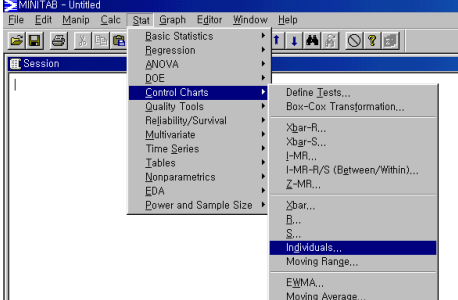 MINITAB - Untitled
File Edit Manip Calc Stat Graph Editor Window Help
Session
Basic Statistics
Regression
ANOVA
DOE
Control Charts
Quality Tools
Reliability/Survival
Multivariate
Time Series
Tables
Nonparametrics
EDA
Power and Sample Size
Define Tests...
Box-Cox Transformation...
Xbar-R...
Xbar-S...
I-MR...
I-MR-R/S (Between/Within)...
Z-MR...
Xbar...
R...
S...
Individuals...
Moving Range...
EWMA...
Moving Average...